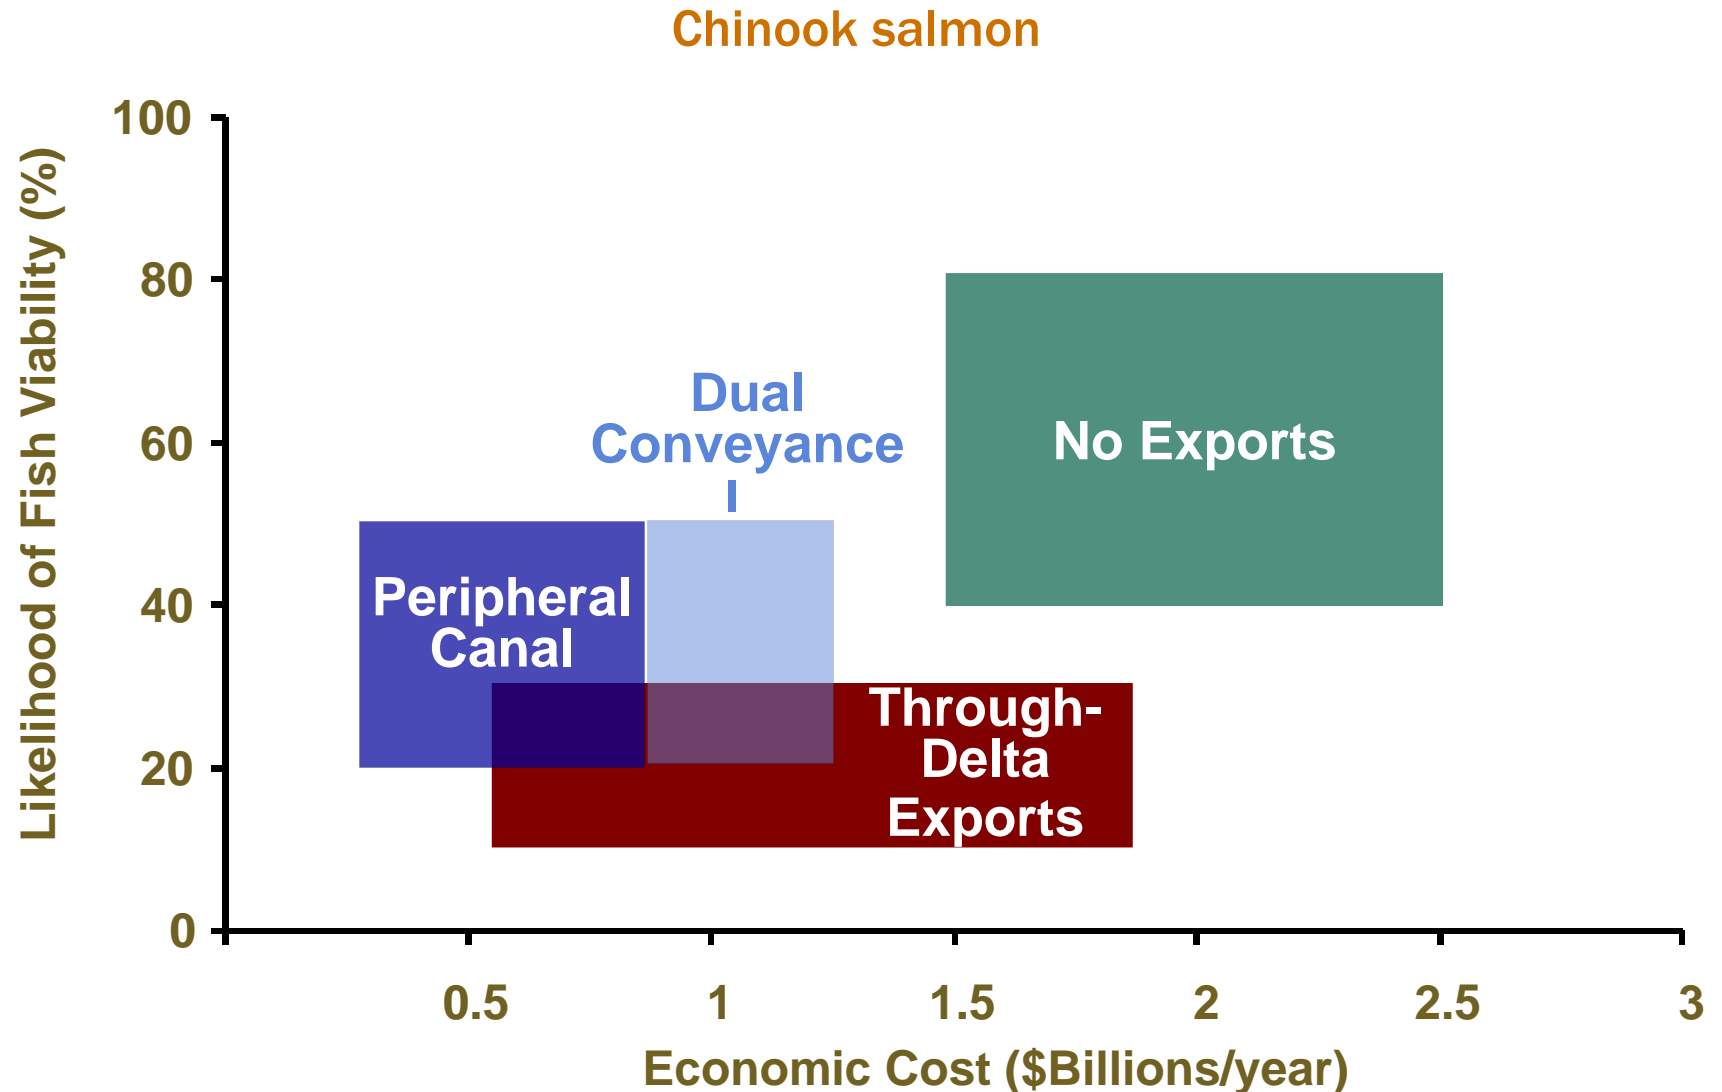 Chinook salmon
Likelihood of Fish Viability (%)
100
80
60
40
20
0
Dual
Conveyance
No Exports
Peripheral
Canal
Through-
Delta
Exports
0.5
1
1.5
2
2.5
3
Economic Cost ($Billions/year)